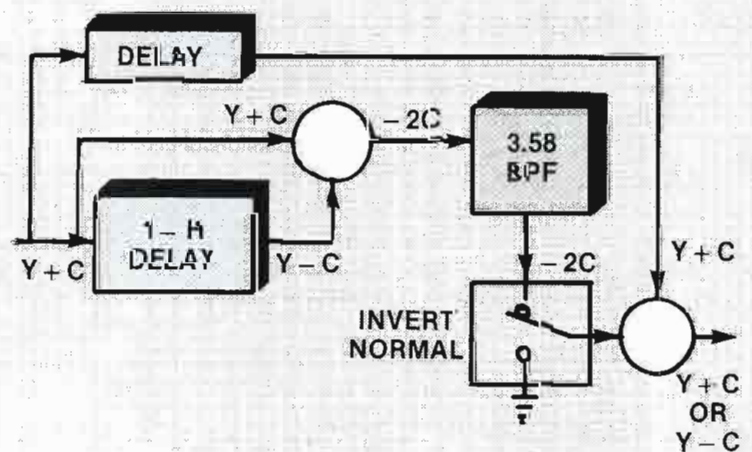 DELAY
Y + C
- 2C
3.58
BPF
1 - H
DELAY
Y + C
Y - C
- 2C
Y + C
INVERT
NORMAL
Y + C
OR
Y - C